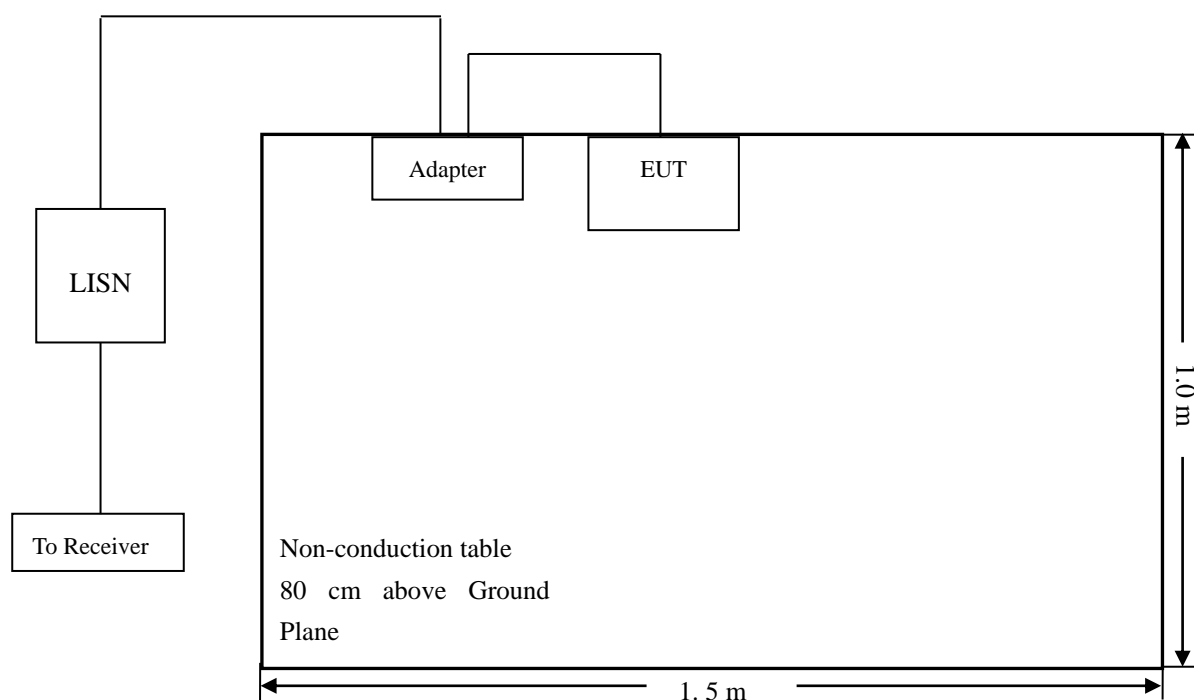 Adapter
EUT
LISN
1.0 m
To Receiver
Non-conduction table
80 cm above Ground
Plane
1. 5 m